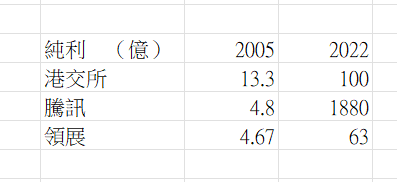 純利　（億） 2005 2022
港交所 13.3 100
騰訊 4.8 1880
領展 4.67 63